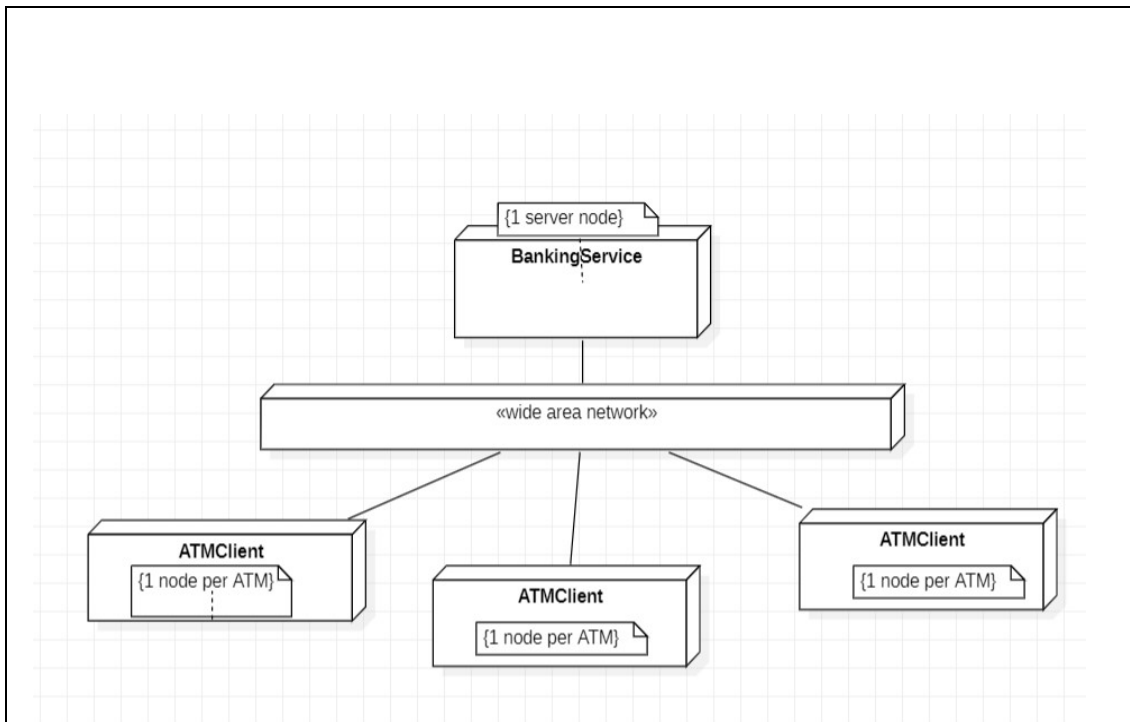 {1 server node}
BankingService
«wide area network»
ATMClient
{1 node per ATM}
ATMClient
{1 node per ATM}
ATMClient
{1 node per ATM}